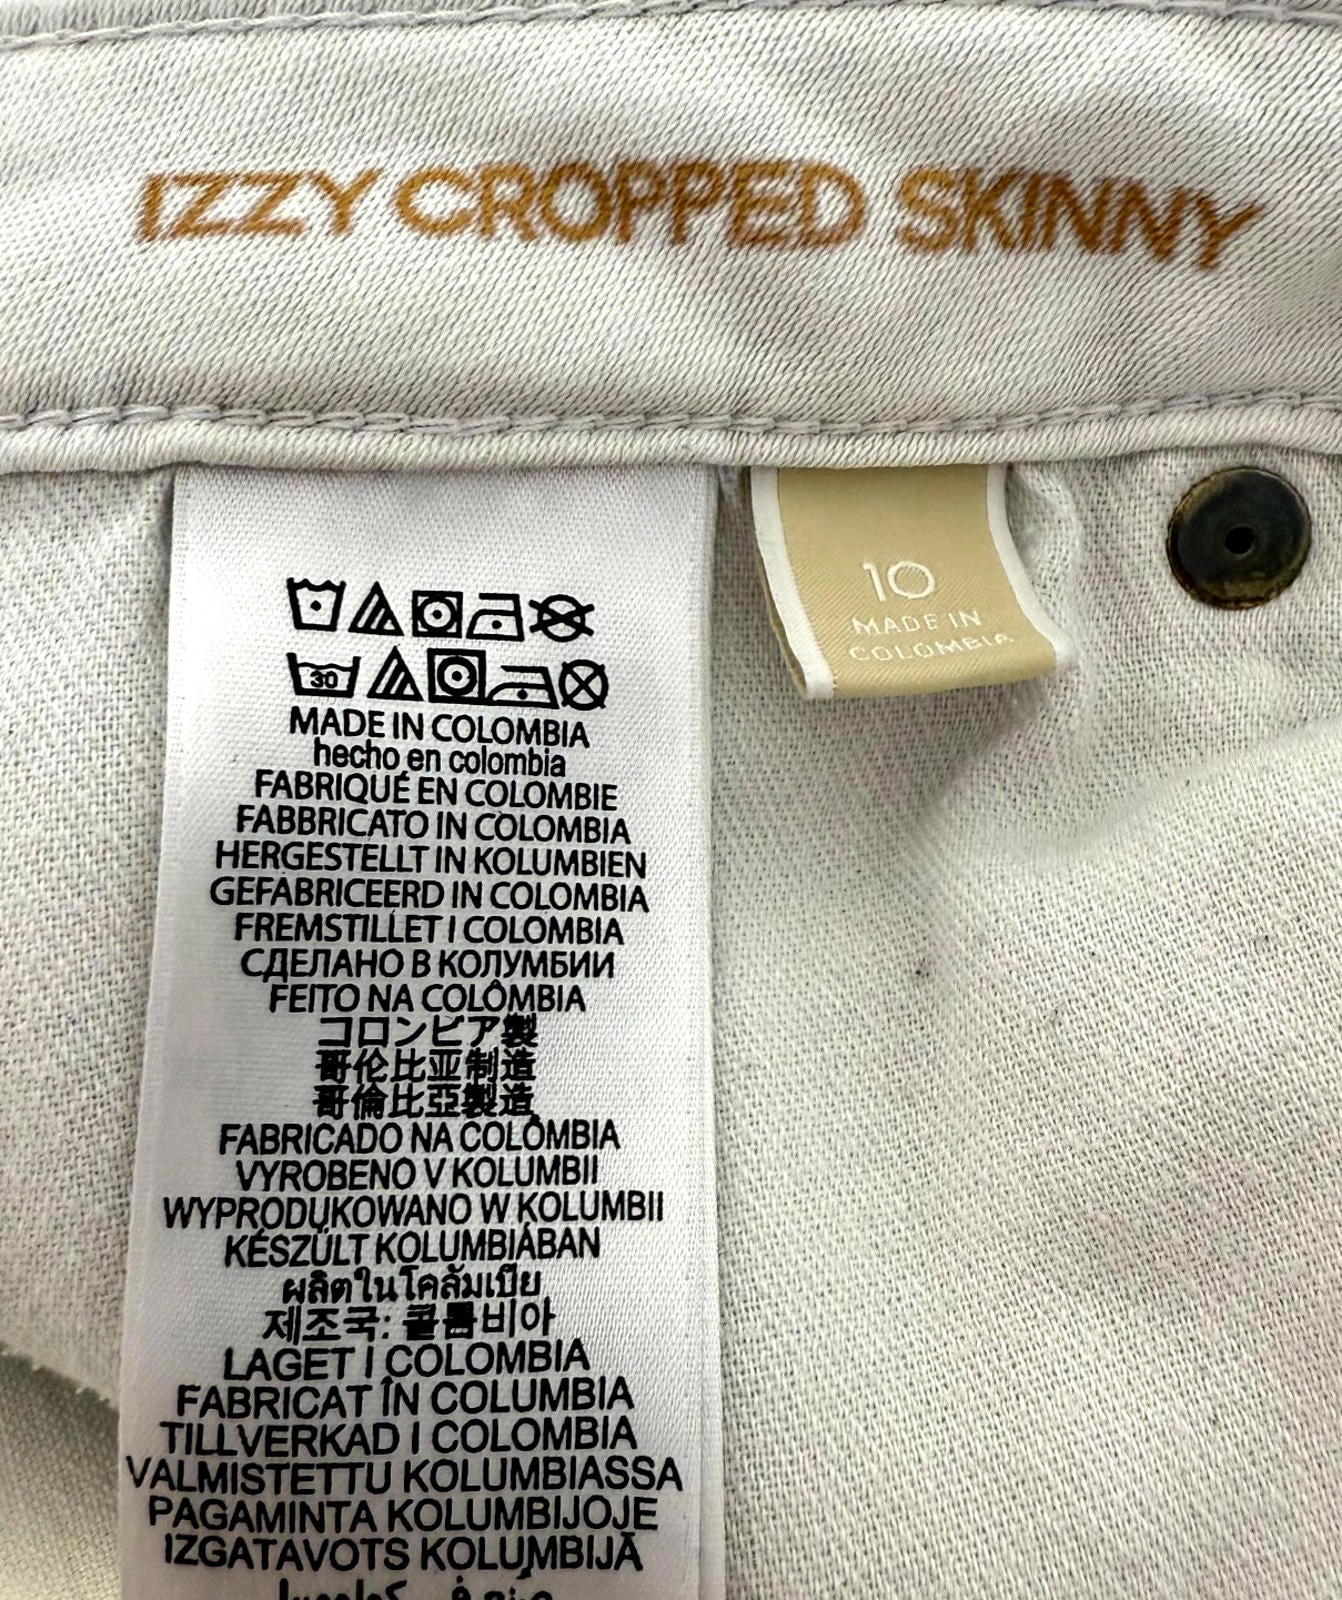 IZZY CROPPED SKINNY
10
MADE IN
COLOMBIA
30
MADE IN COLOMBIA
hecho en colombia
FABRIQUÉ EN COLOMBIE
FABBRICATO IN COLOMBIA
HERGESTELLT IN KOLUMBIEN
GEFABRICEERD IN COLOMBIA
FREMSTILLET I COLOMBIA
СДЕЛАНО В КОЛУМБИИ
FEITO NA COLÔMBIA
コロンビア製
哥伦比亚制造
哥倫比亞製造
FABRICADO NA COLÔMBIA
VYROBENO V KOLUMBII
WYPRODUKOWANO W KOLUMBII
KÉSZÜLT KOLUMBIÁBAN
ผลิตในโคลัมเบีย
제조국: 콜롬비아
LAGET I COLOMBIA
FABRICAT ÎN COLUMBIA
TILLVERKAD I COLOMBIA
VALMISTETTU KOLUMBIASSA
PAGAMINTA KOLUMBIJOJE
IZGATAVOTS KOLUMBIJĀ